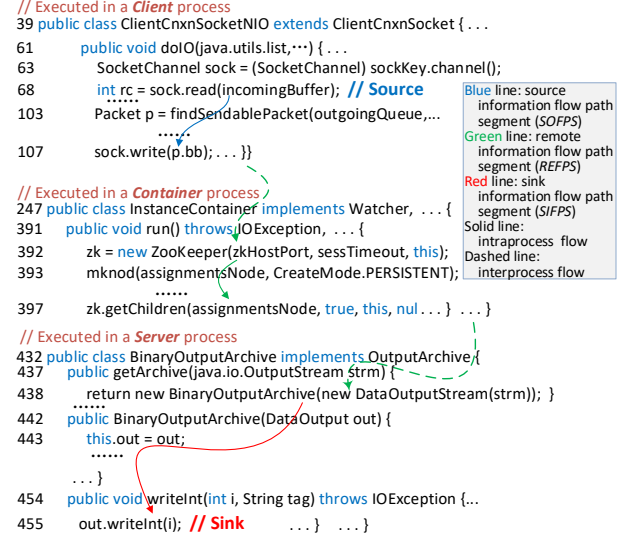 // Executed in a Client process
39 public class ClientCnxnSocketNIO extends ClientCnxnSocket { . . .
61 public void doIO(java.utils.list,···) { . . .
63 SocketChannel sock = (SocketChannel) sockKey.channel();
68 int rc = sock.read(incomingBuffer); // Source
......
103 Packet p = findSendablePacket(outgoingQueue,...
......
107 sock.write(p.bb); . . . }}
Blue line: source
information flow path
segment (SOFPS)
Green line: remote
information flow path
segment (REFPS)
Red line: sink
information flow path
segment (SIFPS)
Solid line:
intraprocess flow
Dashed line:
interprocess flow
// Executed in a Container process
247 public class InstanceContainer implements Watcher, . . . {
391 public void run() throws IOException, . . . {
392 zk = new ZooKeeper(zkHostPort, sessTimeout, this);
393 mknod(assignmentsNode, CreateMode.PERSISTENT);
......
397 zk.getChildren(assignmentsNode, true, this, nul . . . } . . . }
// Executed in a Server process
432 public class BinaryOutputArchive implements OutputArchive {
437 public getArchive(java.io.OutputStream strm) {
438 return new BinaryOutputArchive(new DataOutputStream(strm)); }
......
442 public BinaryOutputArchive(DataOutput out) {
443 this.out = out;
......
. . . }
454 public void writeInt(int i, String tag) throws IOException {...
455 out.writeInt(i); // Sink . . . } . . . }